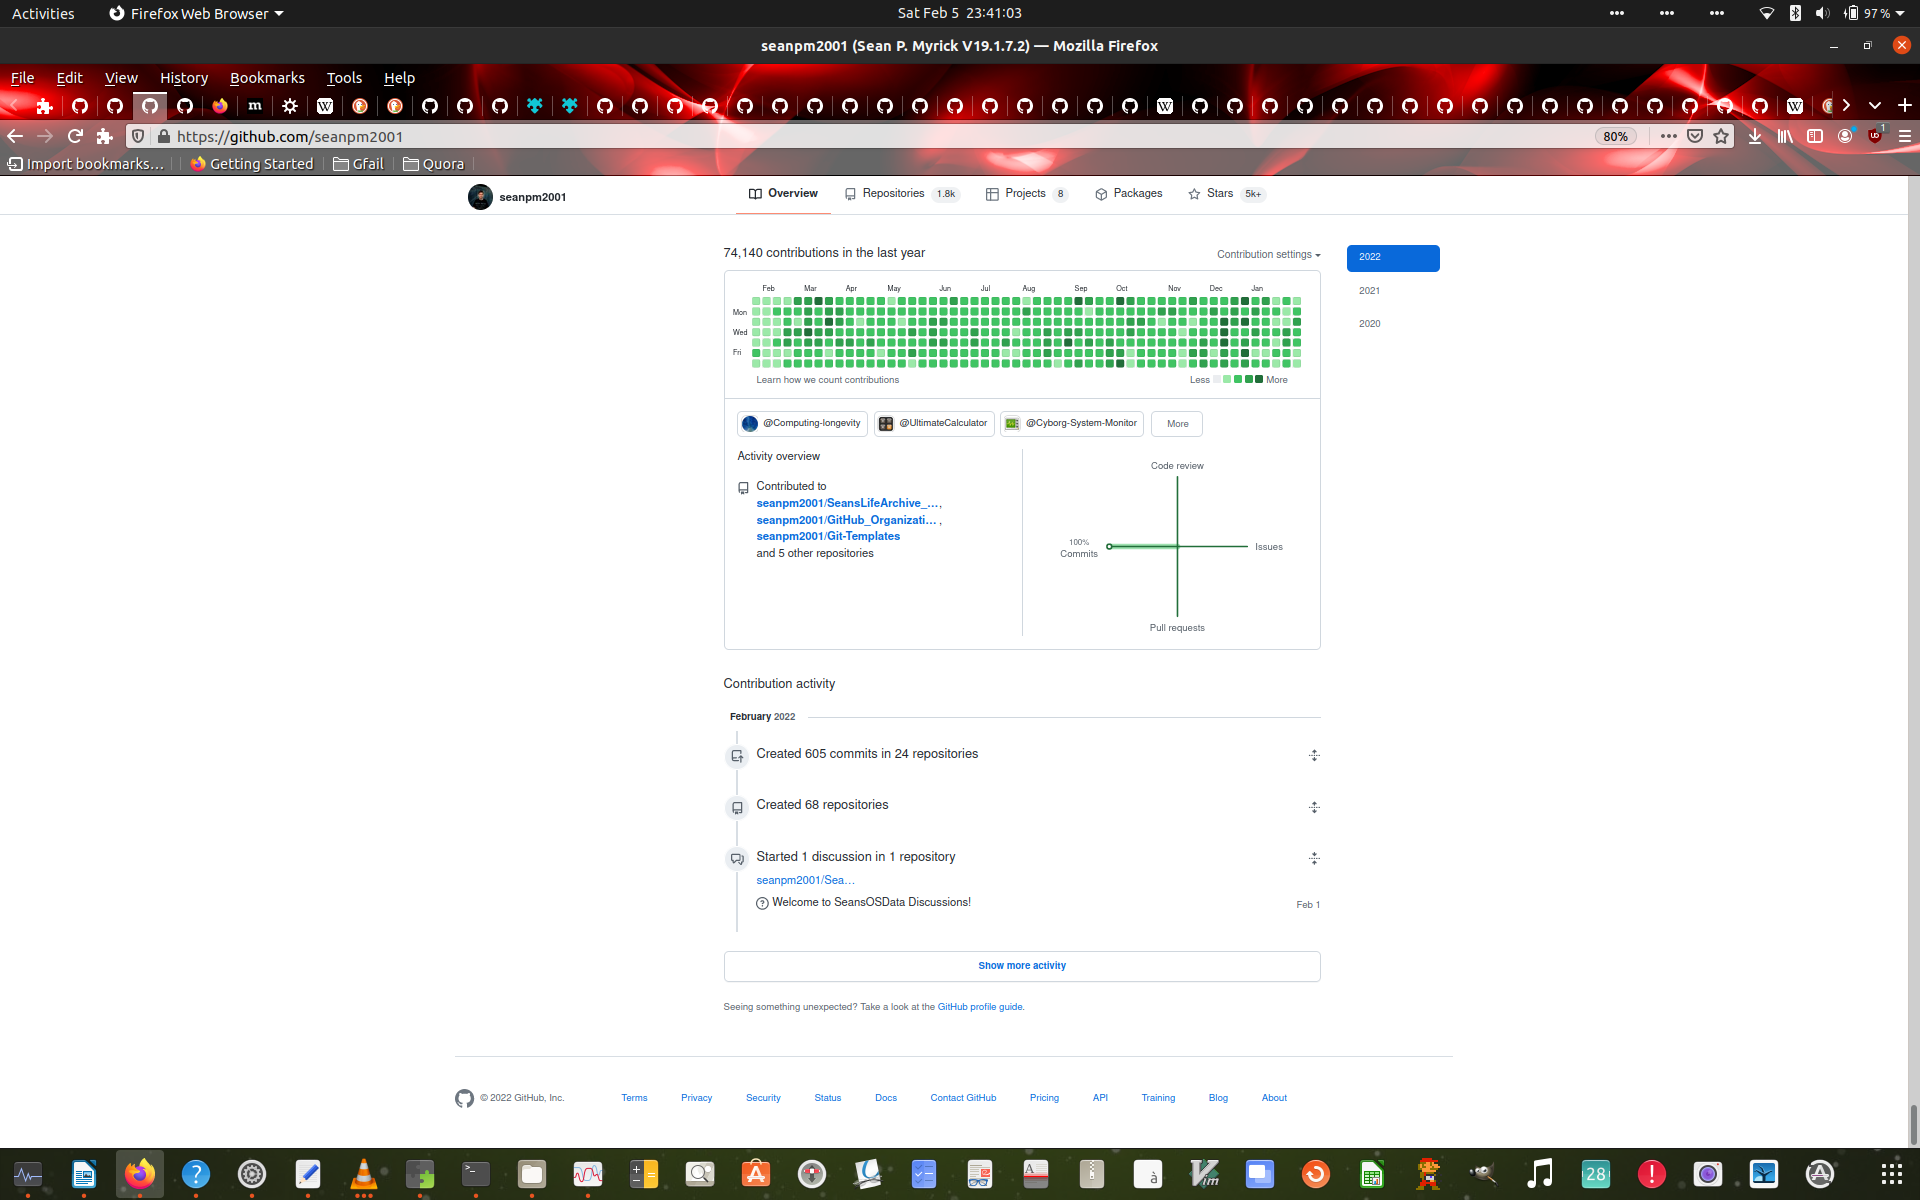 Activities Firefox Web Browser Sat Feb 5 23:41:03 97 %
seanpm2001 (Sean P. Myrick V19.1.7.2) — Mozilla Firefox
File Edit View History Bookmarks Tools Help
https://github.com/seanpm2001 80%
Import bookmarks… Getting Started Gfail Quora
seanpm2001 Overview Repositories 1.8k Projects 8 Packages Stars 5k+
74,140 contributions in the last year Contribution settings 2022
2021
2020
Feb Mar Apr May Jun Jul Aug Sep Oct Nov Dec Jan
Mon
Wed
Fri
Learn how we count contributions Less More
@Computing-longevity @UltimateCalculator @Cyborg-System-Monitor More
Activity overview
Contributed to
seanpm2001/SeansLifeArchive_…,
seanpm2001/GitHub_Organizati… ,
seanpm2001/Git-Templates
and 5 other repositories
Code review
100%
Commits
Issues
Pull requests
Contribution activity
February 2022
Created 605 commits in 24 repositories
Created 68 repositories
Started 1 discussion in 1 repository
seanpm2001/Sea…
Welcome to SeansOSData Discussions! Feb 1
Show more activity
Seeing something unexpected? Take a look at the GitHub profile guide.
© 2022 GitHub, Inc. Terms Privacy Security Status Docs Contact GitHub Pricing API Training Blog About
28